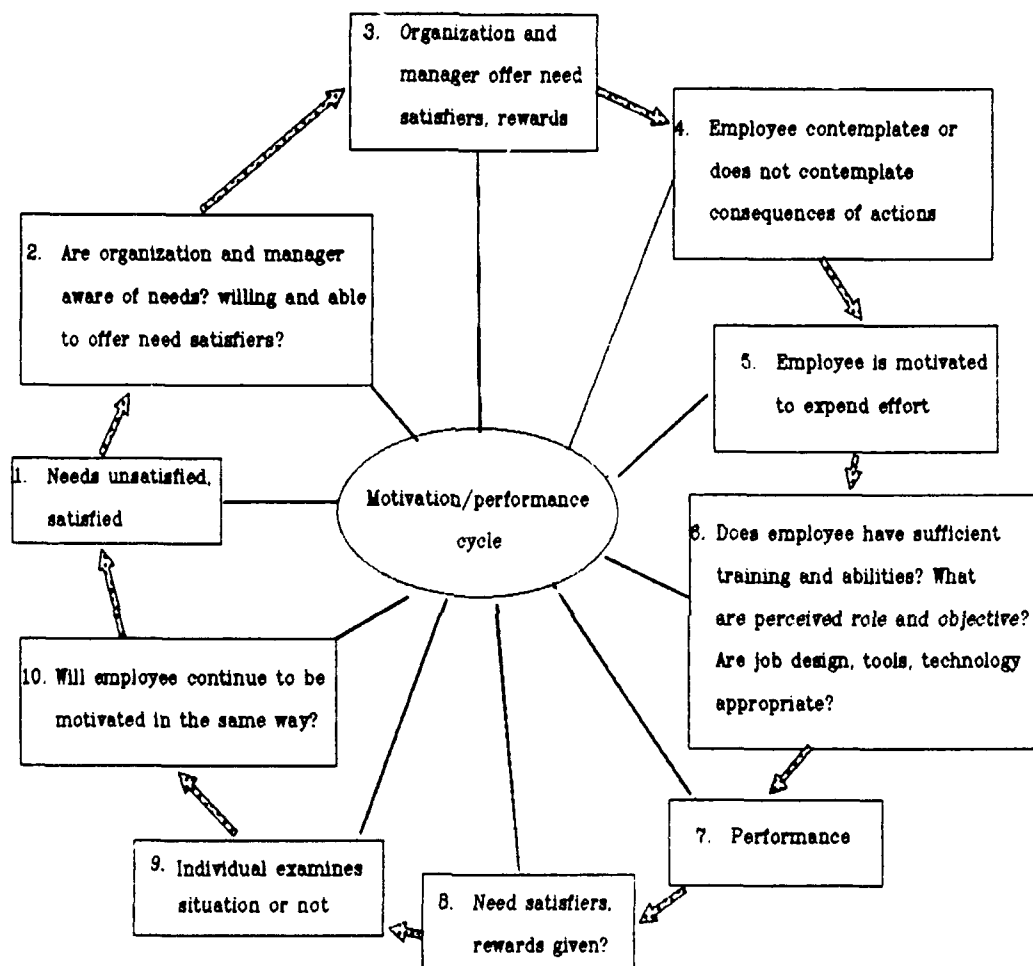 3. Organization and
manager offer need
satisfiers, rewards
4. Employee contemplates or
does not contemplate
consequences of actions
2. Are organization and manager
aware of needs? willing and able
to offer need satisfiers?
5. Employee is motivated
to expend effort
1. Needs unsatisfied,
satisfied
Motivation/performance
cycle
6. Does employee have sufficient
training and abilities? What
are perceived role and objective?
Are job design, tools, technology
appropriate?
10. Will employee continue to be
motivated in the same way?
7. Performance
9. Individual examines
situation or not
8. Need satisfiers,
rewards given?